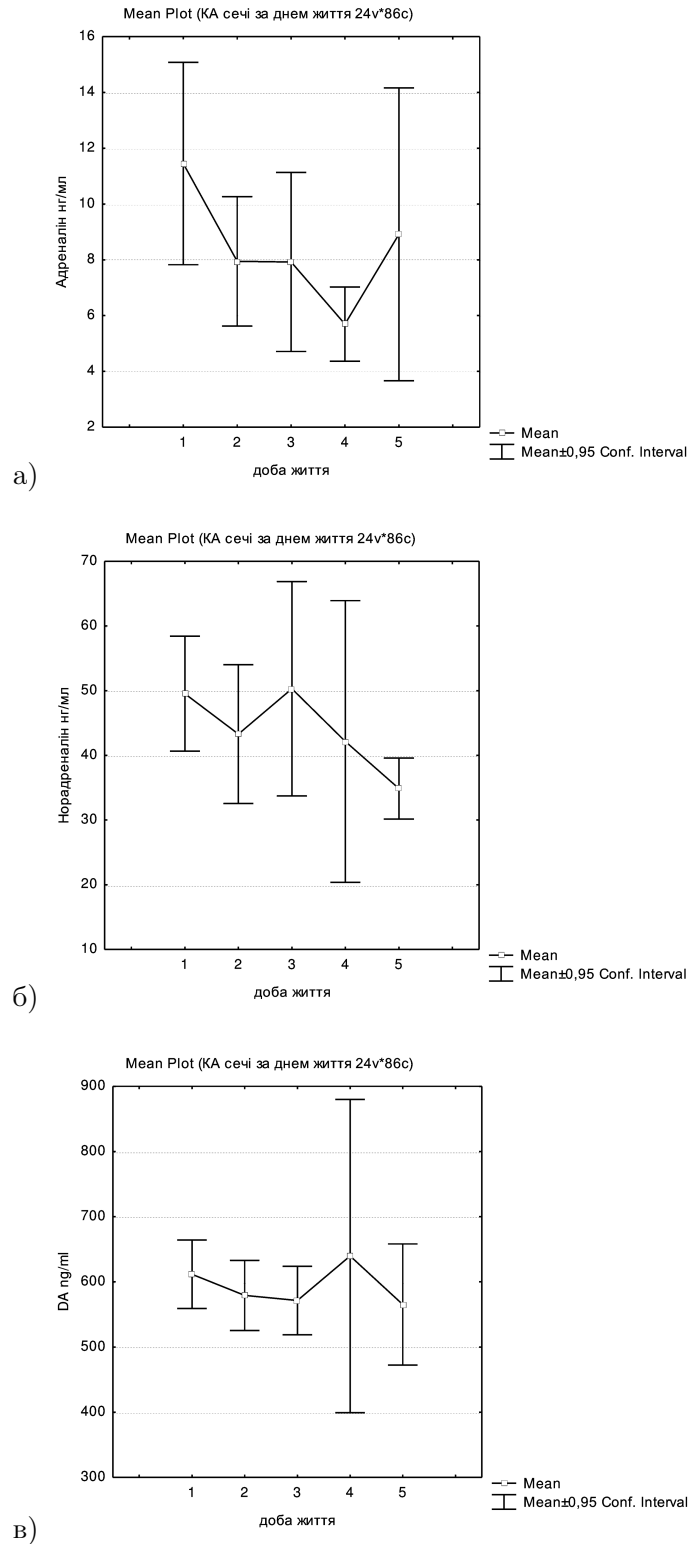 Mean Plot (КА сечі за днем життя 24v*86c)
16
14
12
10
8
6
4
2
Адреналін нг/мл
1 2 3 4 5
доба життя
Mean
Mean±0,95 Conf. Interval
а)
Mean Plot (КА сечі за днем життя 24v*86c)
70
60
50
40
30
20
10
Норадреналін нг/мл
1 2 3 4 5
доба життя
Mean
Mean±0,95 Conf. Interval
б)
Mean Plot (КА сечі за днем життя 24v*86c)
900
800
700
600
500
400
300
DA ng/ml
1 2 3 4 5
доба життя
Mean
Mean±0,95 Conf. Interval
в)